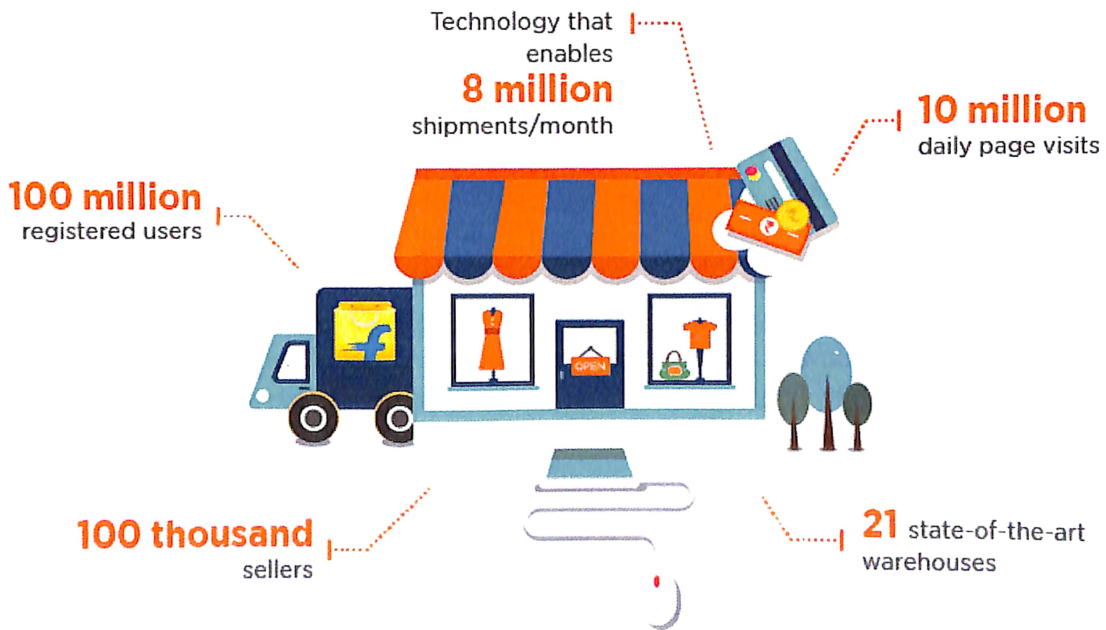 Technology that
enables
8 million
shipments/month
10 million
daily page visits
100 million
registered users
OPEN
100 thousand
sellers
21 state-of-the-art
warehouses